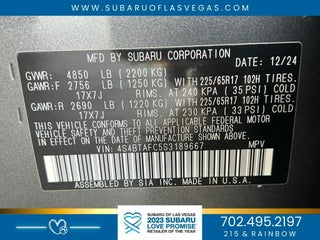 WWW.SUBARUOFLASVEGAS.COM
MFD BY SUBARU CORPORATION DATE: 12/24
GVWR: 4850 LB (2200 KG)
GAWR:F 2756 LB (1250 KG) WITH 225/65R17 102H TIRES,
17X7J RIMS, AT 240 KPA (35 PSI) COLD
GAWR:R 2690 LB (1220 KG) WITH 225/65R17 102H TIRES,
17X7J RIMS, AT 230 KPA (33 PSI) COLD
THIS VEHICLE CONFORMS TO ALL APPLICABLE FEDERAL MOTOR
VEHICLE SAFETY, BUMPER, AND THEFT PREVENTION STANDARDS
IN EFFECT ON THE DATE OF MANUFACTURE SHOWN ABOVE.
VIN: 4S4BTAFC5S3189667 MPV
ASSEMBLED BY SIA INC. MADE IN U.S.A.
SUBARU OF LAS VEGAS
2023 SUBARU
LOVE PROMISE
RETAILER OF THE YEAR
702.495.2197
215 & RAINBOW